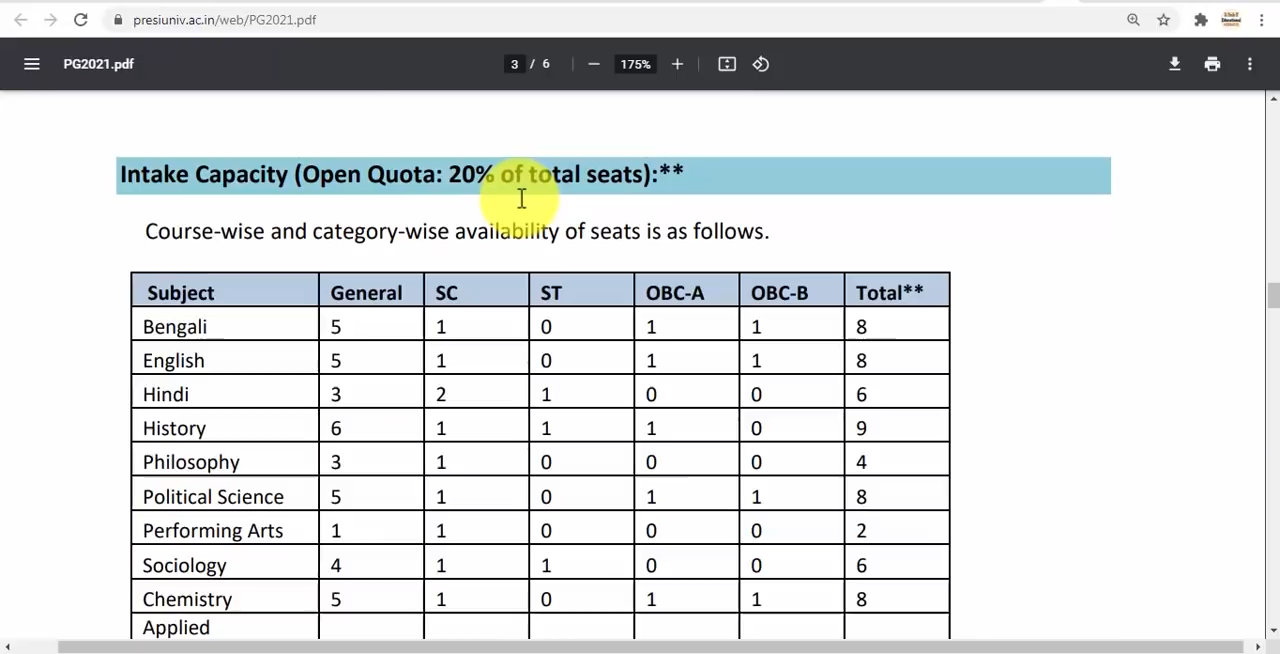 presiuniv.ac.in/web/PG2021.pdf
PG2021.pdf
3 / 6
175%
Intake Capacity (Open Quota: 20% of total seats):**
Course-wise and category-wise availability of seats is as follows.
Subject General SC ST OBC-A OBC-B Total**
Bengali 5 1 0 1 1 8
English 5 1 0 1 1 8
Hindi 3 2 1 0 0 6
History 6 1 1 1 0 9
Philosophy 3 1 0 0 0 4
Political Science 5 1 0 1 1 8
Performing Arts 1 1 0 0 0 2
Sociology 4 1 1 0 0 6
Chemistry 5 1 0 1 1 8
Applied